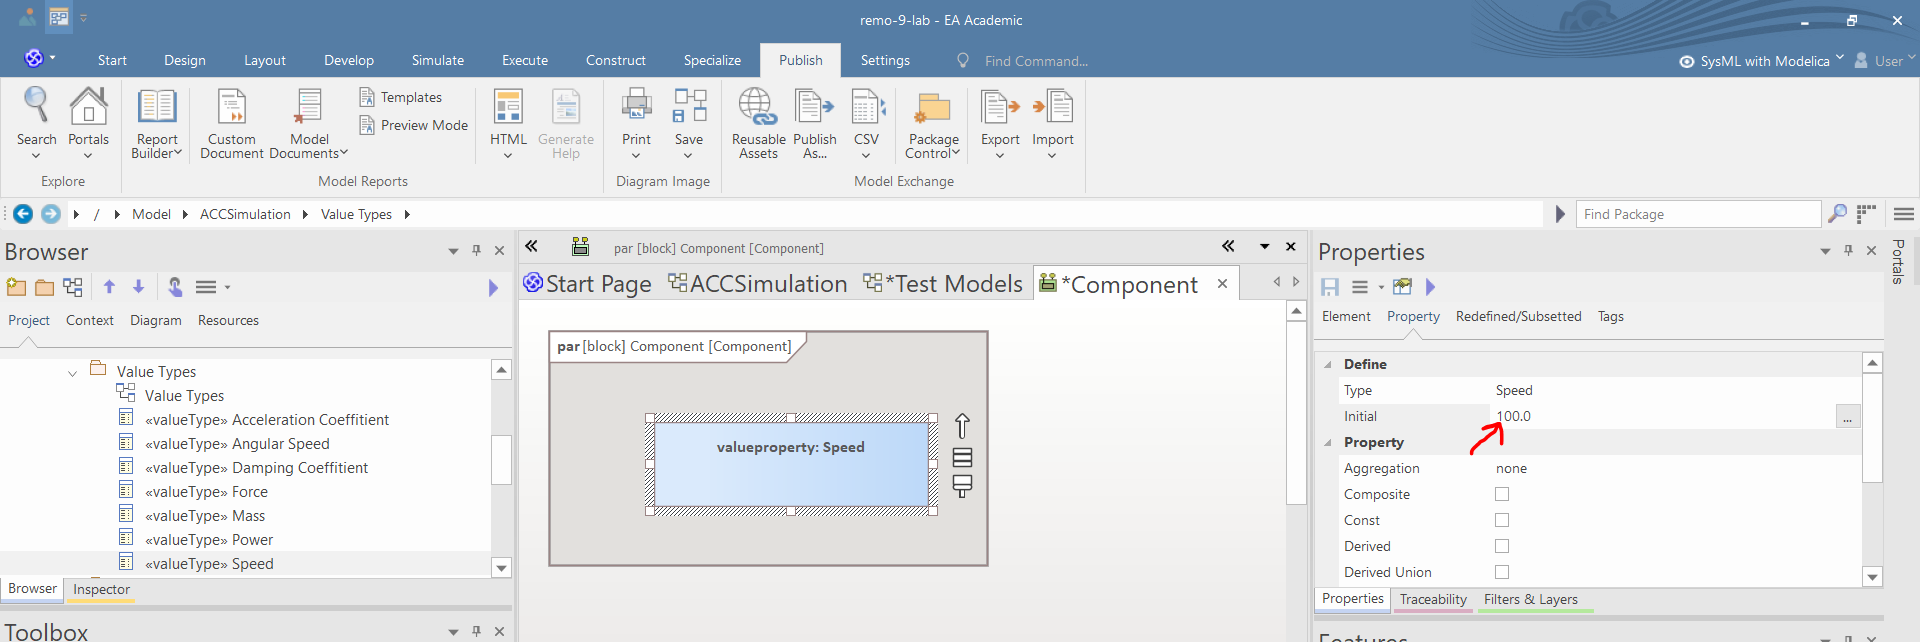 remo-9-lab - EA Academic
Start Design Layout Develop Simulate Execute Construct Specialize Publish Settings Find Command... SysML with Modelica User
Search Portals Report Builder Custom Document Model Documents Templates Preview Mode HTML Generate Help Print Save Reusable Assets Publish As... CSV Package Control Export Import
Explore Model Reports Diagram Image Model Exchange
/ Model ACCSimulation Value Types Find Package
Browser
Project Context Diagram Resources
Value Types
Value Types
«valueType» Acceleration Coeffitient
«valueType» Angular Speed
«valueType» Damping Coeffitient
«valueType» Force
«valueType» Mass
«valueType» Power
«valueType» Speed
Browser Inspector
Toolbox
par [block] Component [Component]
Start Page ACCSimulation *Test Models *Component
par [block] Component [Component]
valueproperty: Speed
Properties
Portals
Element Property Redefined/Subsetted Tags
Define
Type Speed
Initial 100.0 ...
Property
Aggregation none
Composite
Const
Derived
Derived Union
Properties Traceability Filters & Layers
Features